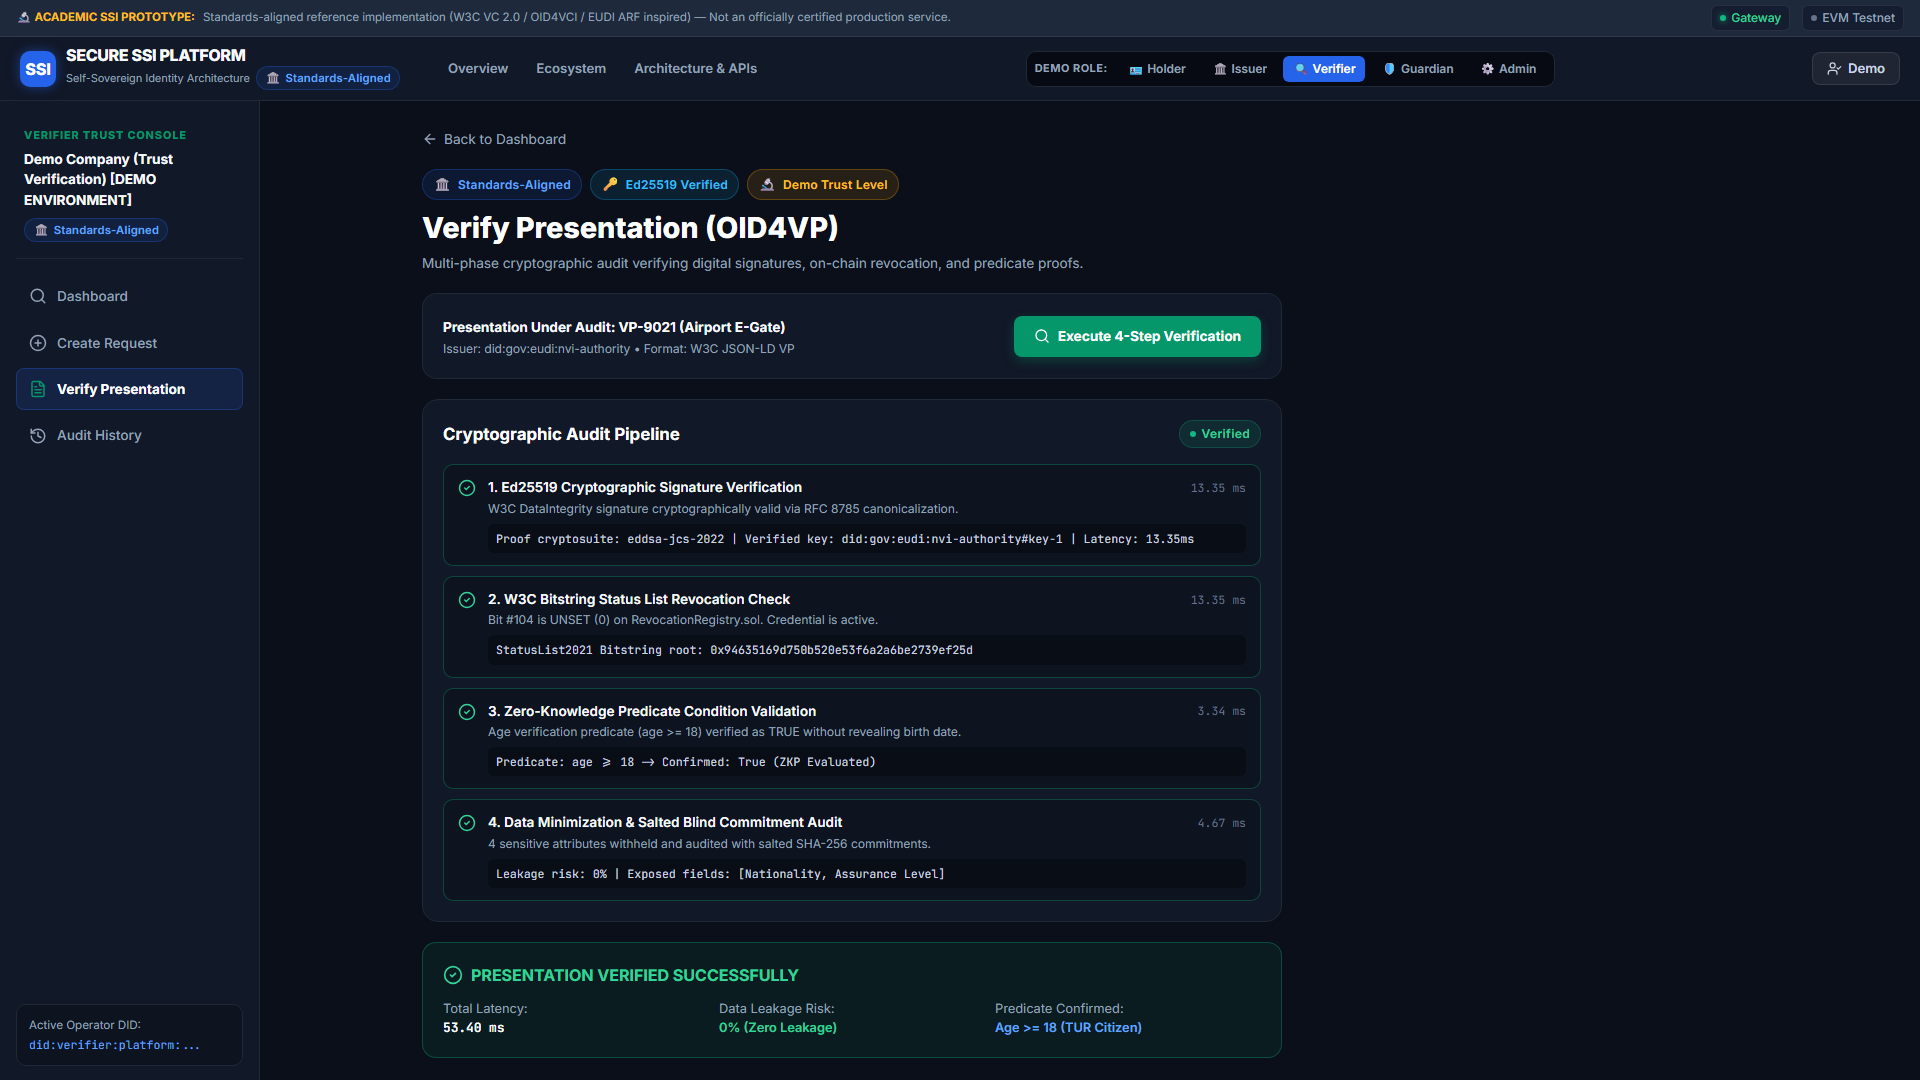 ACADEMIC SSI PROTOTYPE: Standards-aligned reference implementation (W3C VC 2.0 / OID4VCI / EUDI ARF inspired) — Not an officially certified production service.
Gateway
EVM Testnet
SSI
SECURE SSI PLATFORM
Self-Sovereign Identity Architecture
Standards-Aligned
Overview
Ecosystem
Architecture & APIs
DEMO ROLE:
Holder
Issuer
Verifier
Guardian
Admin
Demo
VERIFIER TRUST CONSOLE
Demo Company (Trust
Verification) [DEMO
ENVIRONMENT]
Standards-Aligned
Dashboard
Create Request
Verify Presentation
Audit History
Active Operator DID:
did:verifier:platform:...
Back to Dashboard
Standards-Aligned
Ed25519 Verified
Demo Trust Level
Verify Presentation (OID4VP)
Multi-phase cryptographic audit verifying digital signatures, on-chain revocation, and predicate proofs.
Presentation Under Audit: VP-9021 (Airport E-Gate)
Issuer: did:gov:eudi:nvi-authority • Format: W3C JSON-LD VP
Execute 4-Step Verification
Cryptographic Audit Pipeline
Verified
1. Ed25519 Cryptographic Signature Verification
13.35 ms
W3C DataIntegrity signature cryptographically valid via RFC 8785 canonicalization.
Proof cryptosuite: eddsa-jcs-2022 | Verified key: did:gov:eudi:nvi-authority#key-1 | Latency: 13.35ms
2. W3C Bitstring Status List Revocation Check
13.35 ms
Bit #104 is UNSET (0) on RevocationRegistry.sol. Credential is active.
StatusList2021 Bitstring root: 0x94635169d750b520e53f6a2a6be2739ef25d
3. Zero-Knowledge Predicate Condition Validation
3.34 ms
Age verification predicate (age >= 18) verified as TRUE without revealing birth date.
Predicate: age >= 18 -> Confirmed: True (ZKP Evaluated)
4. Data Minimization & Salted Blind Commitment Audit
4.67 ms
4 sensitive attributes withheld and audited with salted SHA-256 commitments.
Leakage risk: 0% | Exposed fields: [Nationality, Assurance Level]
PRESENTATION VERIFIED SUCCESSFULLY
Total Latency:
53.40 ms
Data Leakage Risk:
0% (Zero Leakage)
Predicate Confirmed:
Age >= 18 (TUR Citizen)